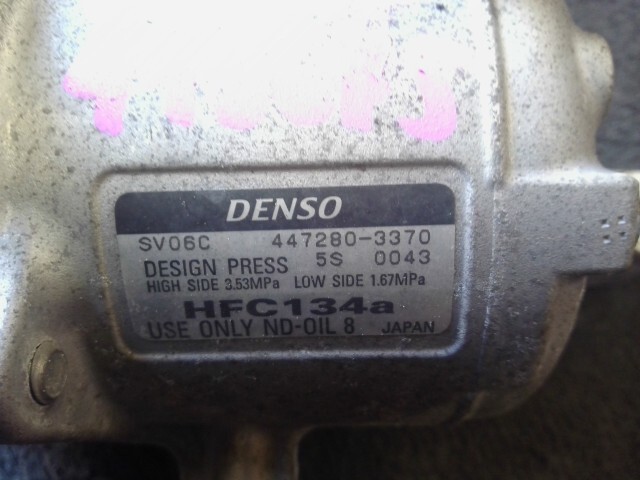 DENSO
SV06C 447280-3370
DESIGN PRESS 5S 0043
HIGH SIDE 3.53MPa LOW SIDE 1.67MPa
HFC134a
USE ONLY ND-OIL 8 JAPAN